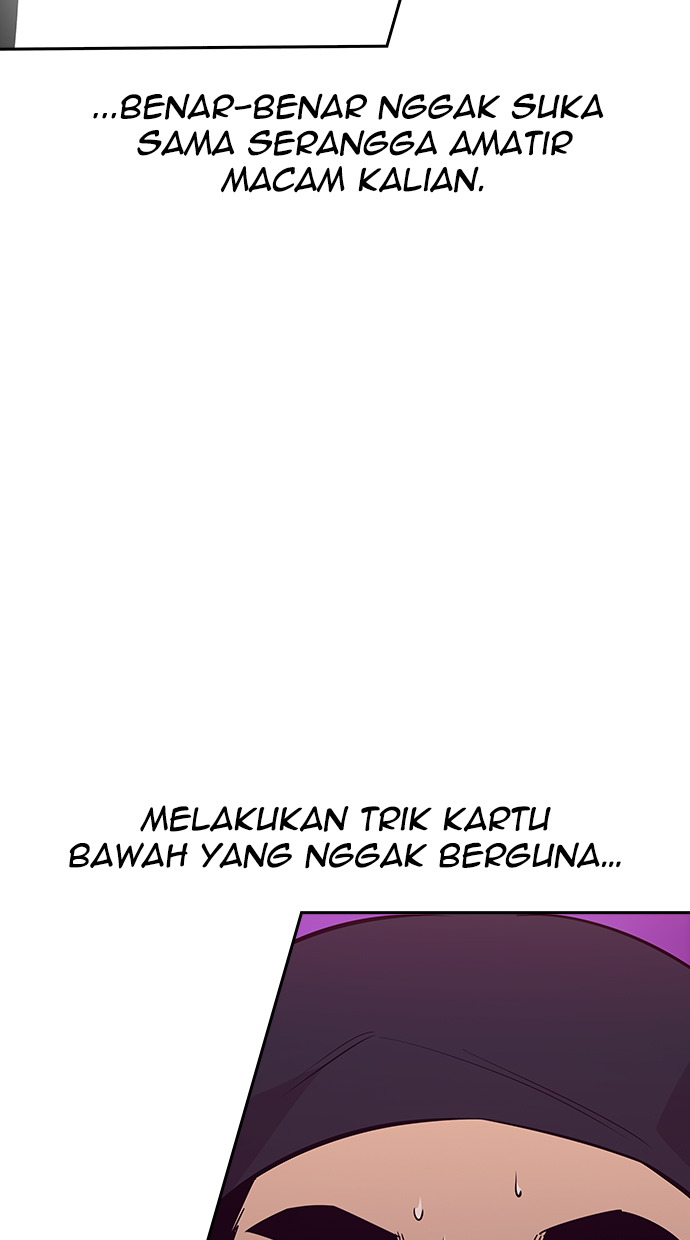 ...BENAR-BENAR NGGAK SUKA
SAMA SERANGGA AMATIR
MACAM KALIAN.
MELAKUKAN TRIK KARTU
BAWAH YANG NGGAK BERGUNA...